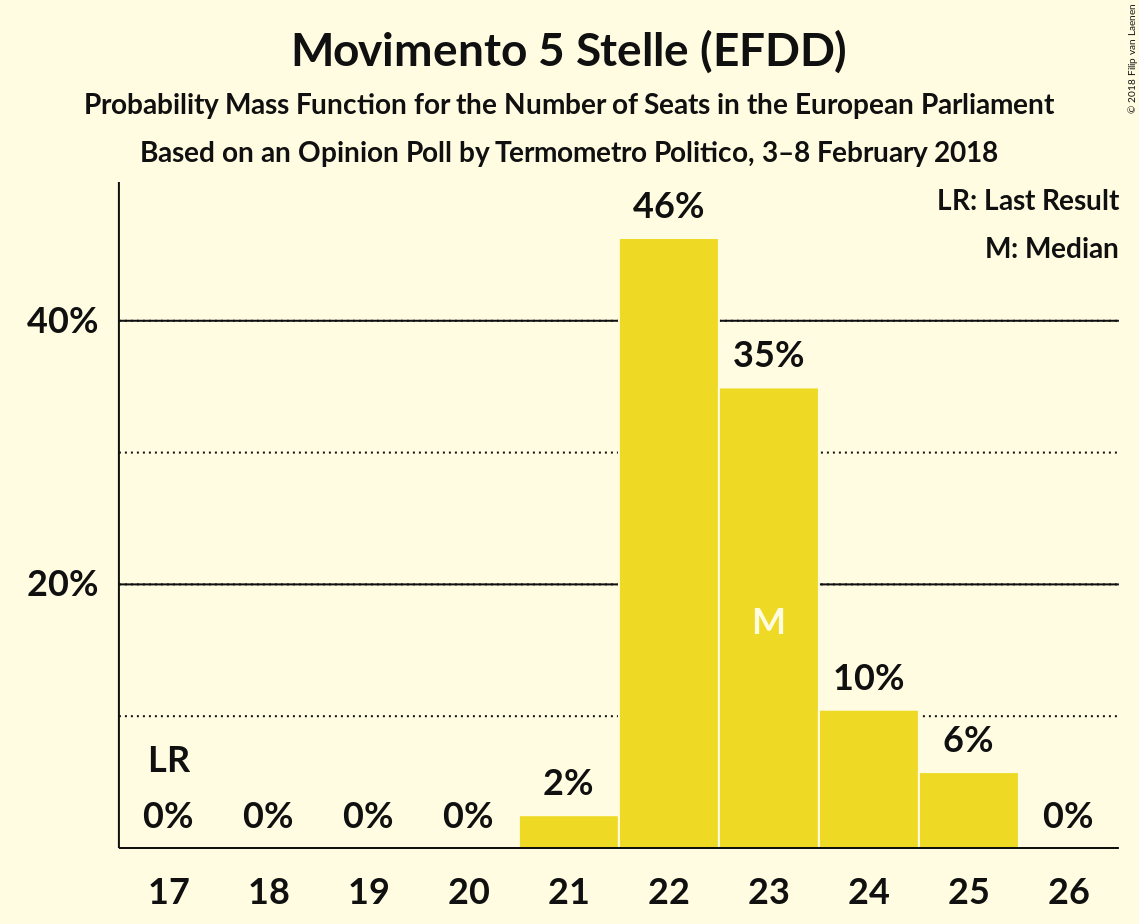 Movimento 5 Stelle (EFDD)
Probability Mass Function for the Number of Seats in the European Parliament
Based on an Opinion Poll by Termometro Politico, 3–8 February 2018
© 2018 Filip van Laenen
LR: Last Result
M: Median
46%
40%
35%
20%
M
10%
6%
LR
2%
0% 0% 0% 0% 0%
17 18 19 20 21 22 23 24 25 26